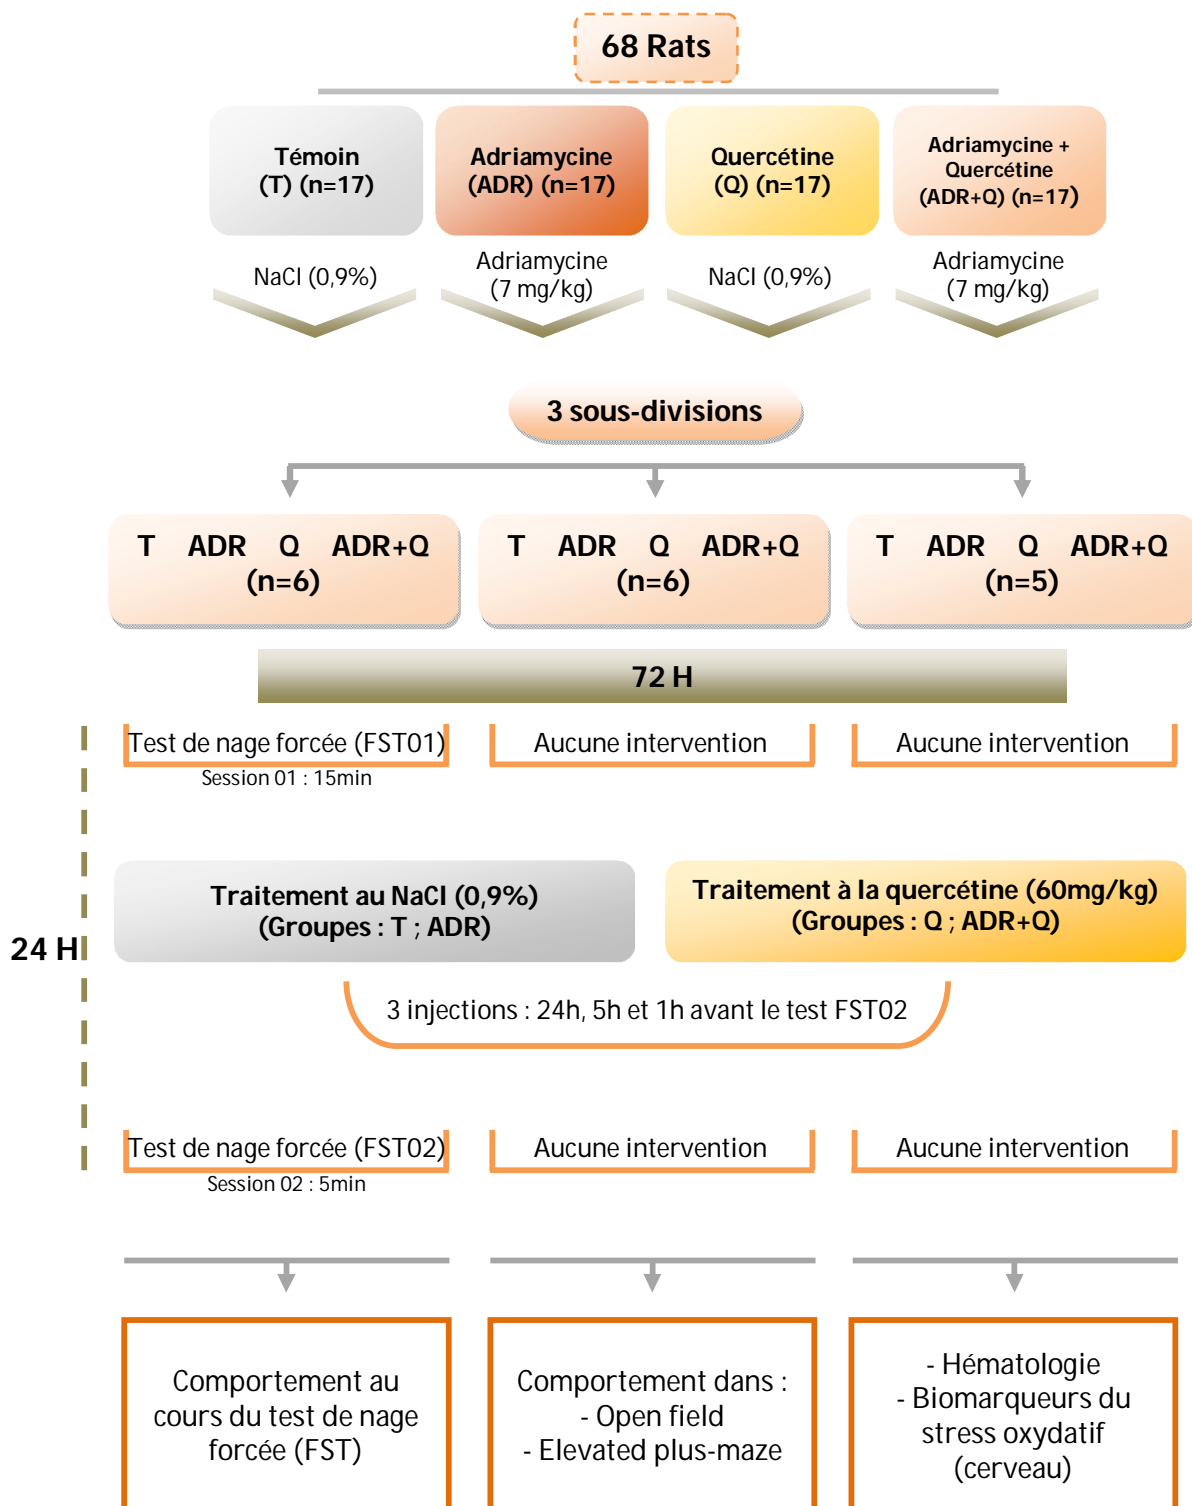 68 Rats
Témoin
(T) (n=17)
Adriamycine
(ADR) (n=17)
Quercétine
(Q) (n=17)
Adriamycine +
Quercétine
(ADR+Q) (n=17)
NaCl (0,9%)
Adriamycine
(7 mg/kg)
NaCl (0,9%)
Adriamycine
(7 mg/kg)
3 sous-divisions
T ADR Q ADR+Q
(n=6)
T ADR Q ADR+Q
(n=6)
T ADR Q ADR+Q
(n=5)
72 H
Test de nage forcée (FST01)
Session 01 : 15min
Aucune intervention
Aucune intervention
24 H
Traitement au NaCl (0,9%)
(Groupes : T ; ADR)
Traitement à la quercétine (60mg/kg)
(Groupes : Q ; ADR+Q)
3 injections : 24h, 5h et 1h avant le test FST02
Test de nage forcée (FST02)
Session 02 : 5min
Aucune intervention
Aucune intervention
Comportement au
cours du test de nage
forcée (FST)
Comportement dans :
- Open field
- Elevated plus-maze
- Hématologie
- Biomarqueurs du
stress oxydatif
(cerveau)